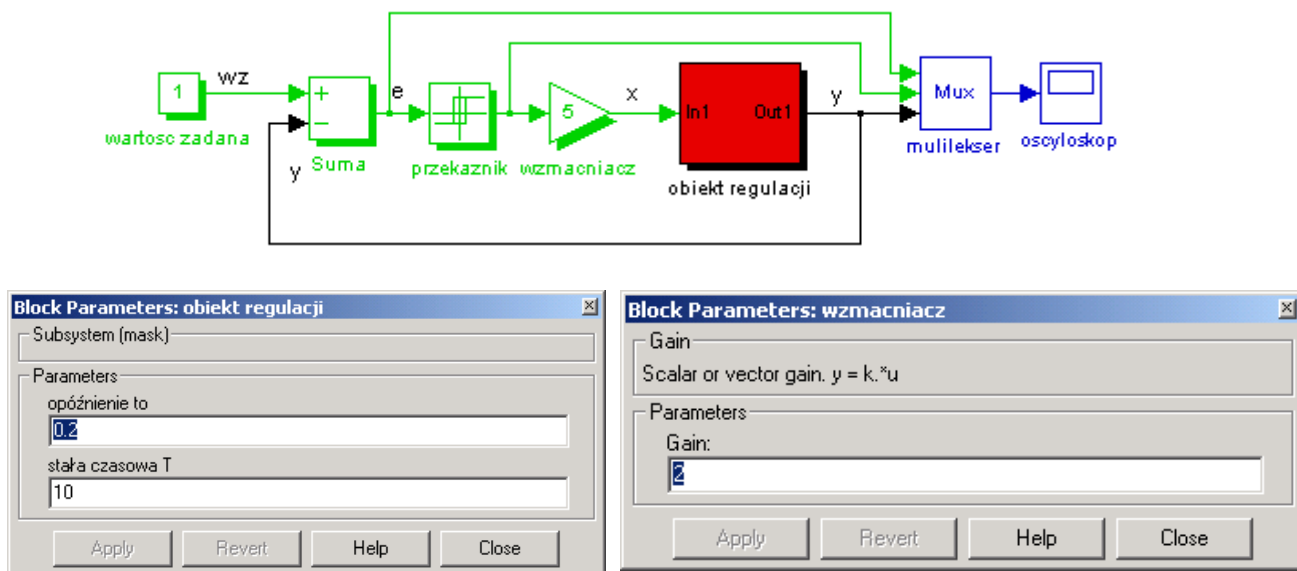 wz
1
+
−
wartosc zadana
y
Suma
e
przekaznik
5
wzmacniacz
x
In1
Out1
obiekt regulacji
y
Mux
mulilekser
oscyloskop
Block Parameters: obiekt regulacji
Subsystem (mask)
Parameters
opóźnienie to
0.2
stała czasowa T
10
Apply Revert Help Close
Block Parameters: wzmacniacz
Gain
Scalar or vector gain. y = k.*u
Parameters
Gain:
2
Apply Revert Help Close